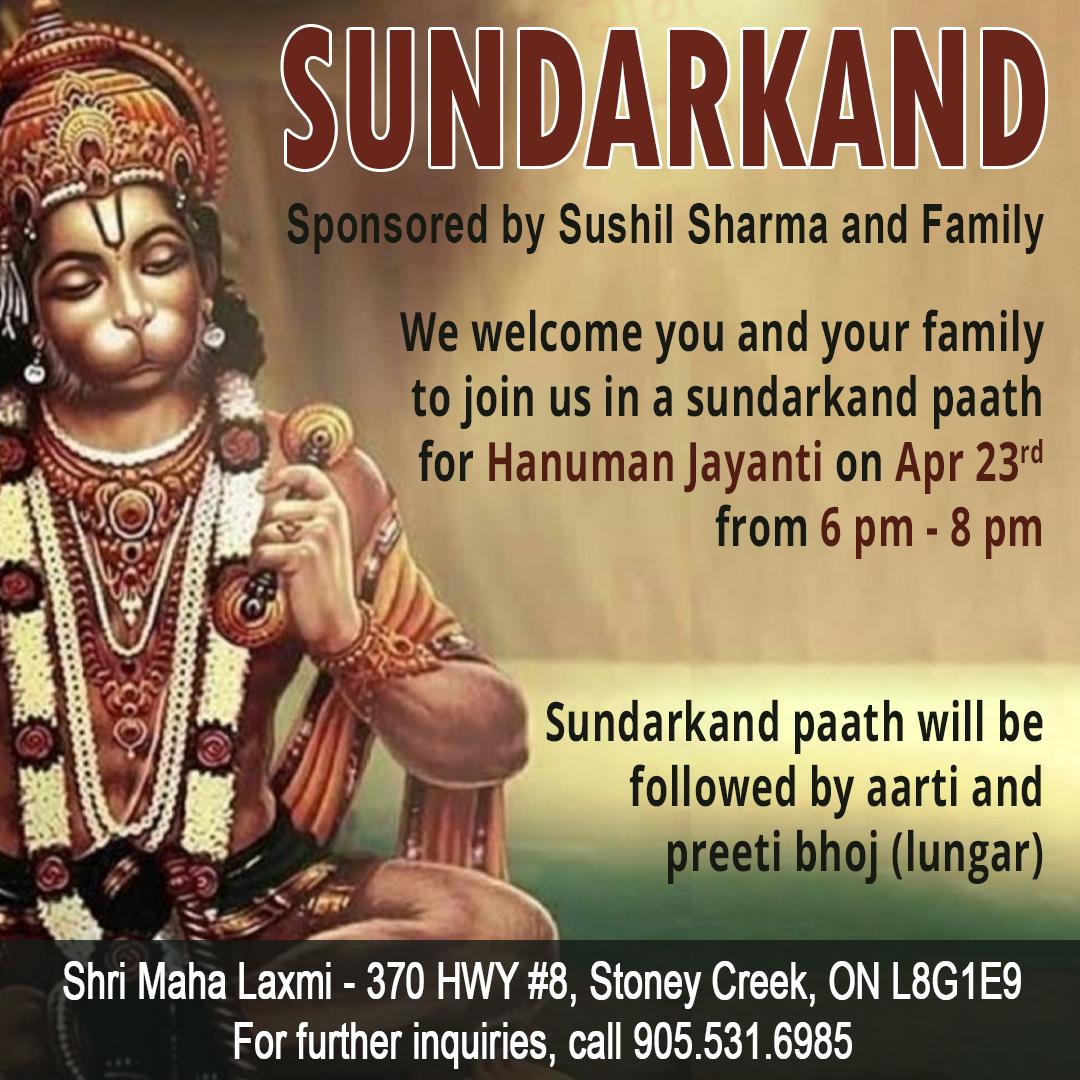 SUNDARKAND
Sponsored by Sushil Sharma and Family
We welcome you and your family
to join us in a sundarkand paath
for Hanuman Jayanti on Apr 23rd
from 6 pm - 8 pm
Sundarkand paath will be
followed by aarti and
preeti bhoj (lungar)
Shri Maha Laxmi - 370 HWY #8, Stoney Creek, ON L8G1E9
For further inquiries, call 905.531.6985